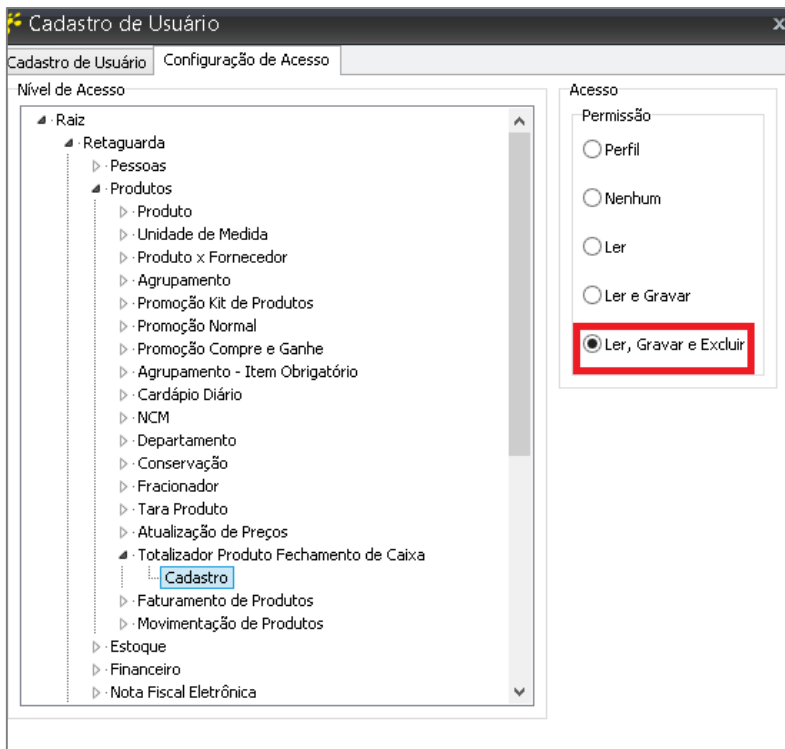 Cadastro de Usuário
x
Cadastro de Usuário
Configuração de Acesso
Nível de Acesso
Raiz
Retaguarda
Pessoas
Produtos
Produto
Unidade de Medida
Produto x Fornecedor
Agrupamento
Promoção Kit de Produtos
Promoção Normal
Promoção Compre e Ganhe
Agrupamento - Item Obrigatório
Cardápio Diário
NCM
Departamento
Conservação
Fracionador
Tara Produto
Atualização de Preços
Totalizador Produto Fechamento de Caixa
Cadastro
Faturamento de Produtos
Movimentação de Produtos
Estoque
Financeiro
Nota Fiscal Eletrônica
Acesso
Permissão
Perfil
Nenhum
Ler
Ler e Gravar
Ler, Gravar e Excluir